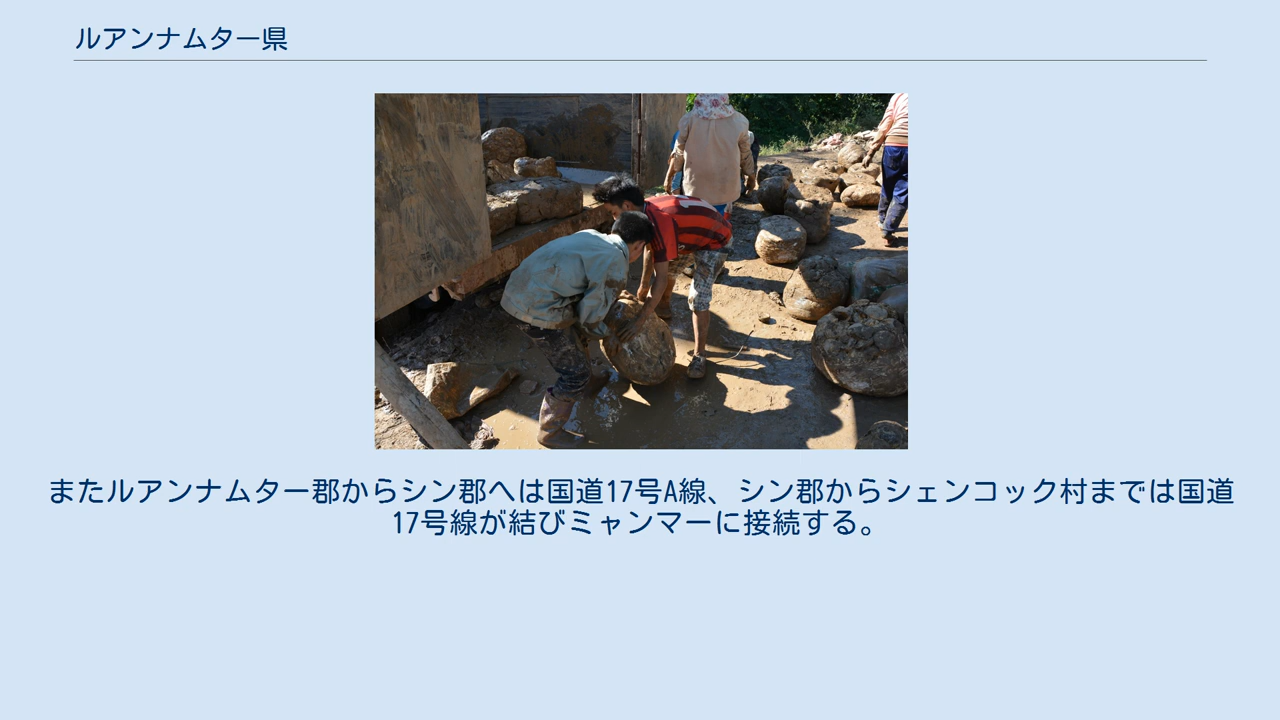 ルアンナムター県
またルアンナムター郡からシン郡へは国道17号A線、シン郡からシェンコック村までは国道
17号線が結びミャンマーに接続する。